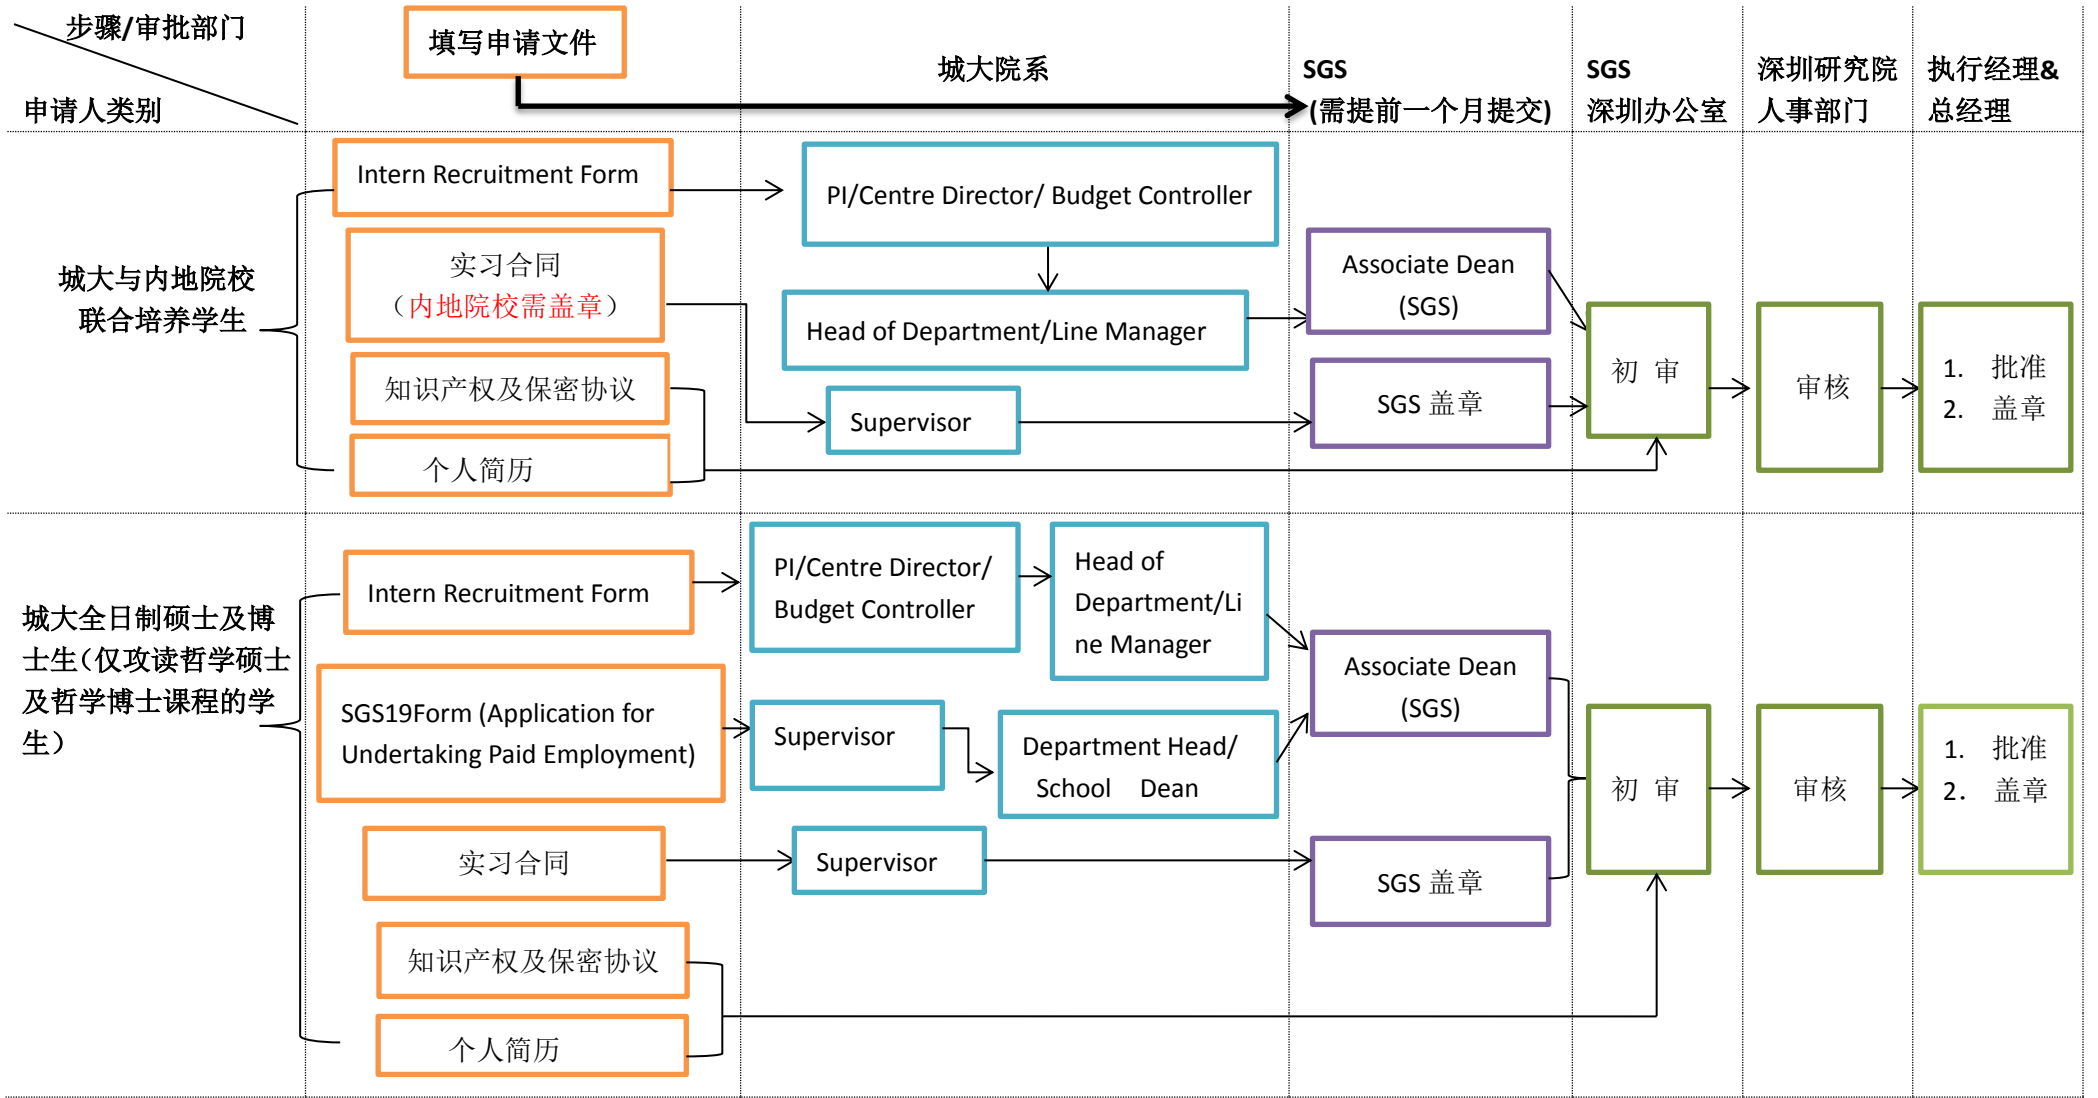 步骤/审批部门
申请人类别
填写申请文件
城大院系
SGS
(需提前一个月提交)
SGS
深圳办公室
深圳研究院
人事部门
执行经理&
总经理
城大与内地院校
联合培养学生
Intern Recruitment Form
实习合同
（内地院校需盖章）
知识产权及保密协议
个人简历
PI/Centre Director/ Budget Controller
Head of Department/Line Manager
Supervisor
Associate Dean
(SGS)
SGS 盖章
初 审
审核
1. 批准
2. 盖章
城大全日制硕士及博
士生（仅攻读哲学硕士
及哲学博士课程的学
生）
Intern Recruitment Form
SGS19Form (Application for
Undertaking Paid Employment)
实习合同
知识产权及保密协议
个人简历
PI/Centre Director/
Budget Controller
Head of
Department/Li
ne Manager
Supervisor
Department Head/
School Dean
Supervisor
Associate Dean
(SGS)
SGS 盖章
初 审
审核
1. 批准
2. 盖章